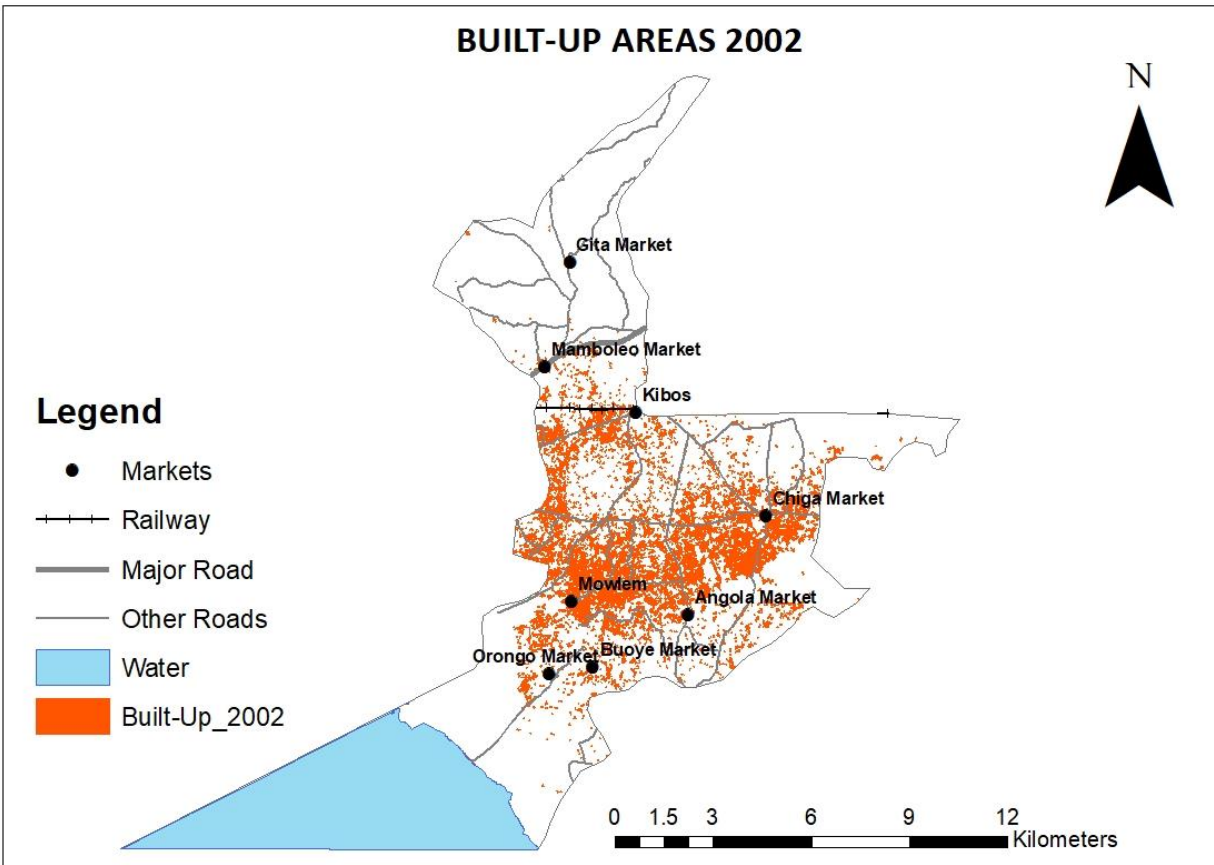 BUILT-UP AREAS 2002
N
Gita Market
Mamboleo Market
Kibos
Chiga Market
Mowlem
Angola Market
Orongo Market
Buoye Market
Legend
Markets
Railway
Major Road
Other Roads
Water
Built-Up_2002
0 1.5 3 6 9 12
Kilometers